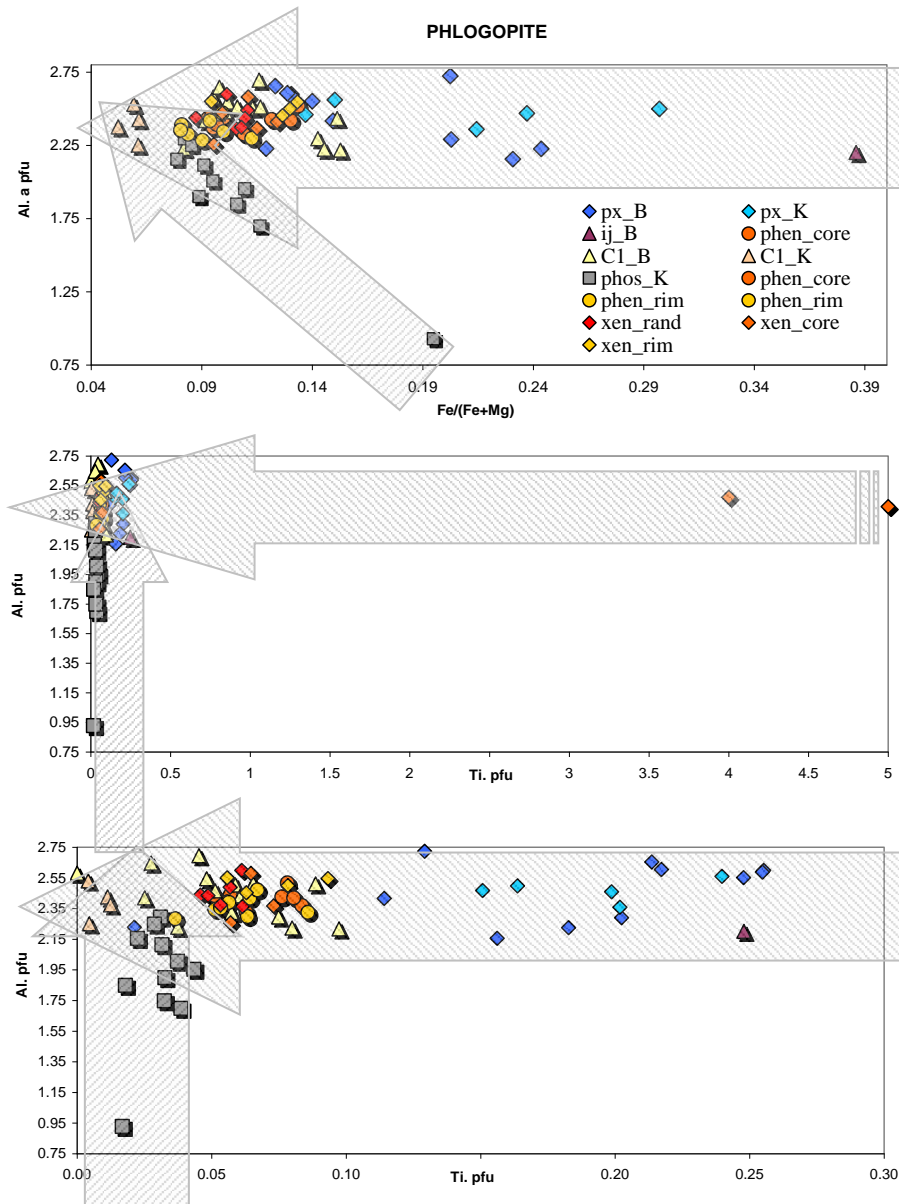 PHLOGOPITE
2.75
2.25
1.75
1.25
0.75
Al. a pfu
0.04 0.09 0.14 0.19 0.24 0.29 0.34 0.39
Fe/(Fe+Mg)
px_B px_K
ij_B phen_core
C1_B C1_K
phos_K phen_core
phen_rim phen_rim
xen_rand xen_core
xen_rim
2.75
2.55
2.35
2.15
1.95
1.75
1.55
1.35
1.15
0.95
0.75
Al. pfu
0 0.5 1 1.5 2 2.5 3 3.5 4 4.5 5
Ti. pfu
2.75
2.55
2.35
2.15
1.95
1.75
1.55
1.35
1.15
0.95
0.75
Al. pfu
0.00 0.05 0.10 0.15 0.20 0.25 0.30
Ti. pfu